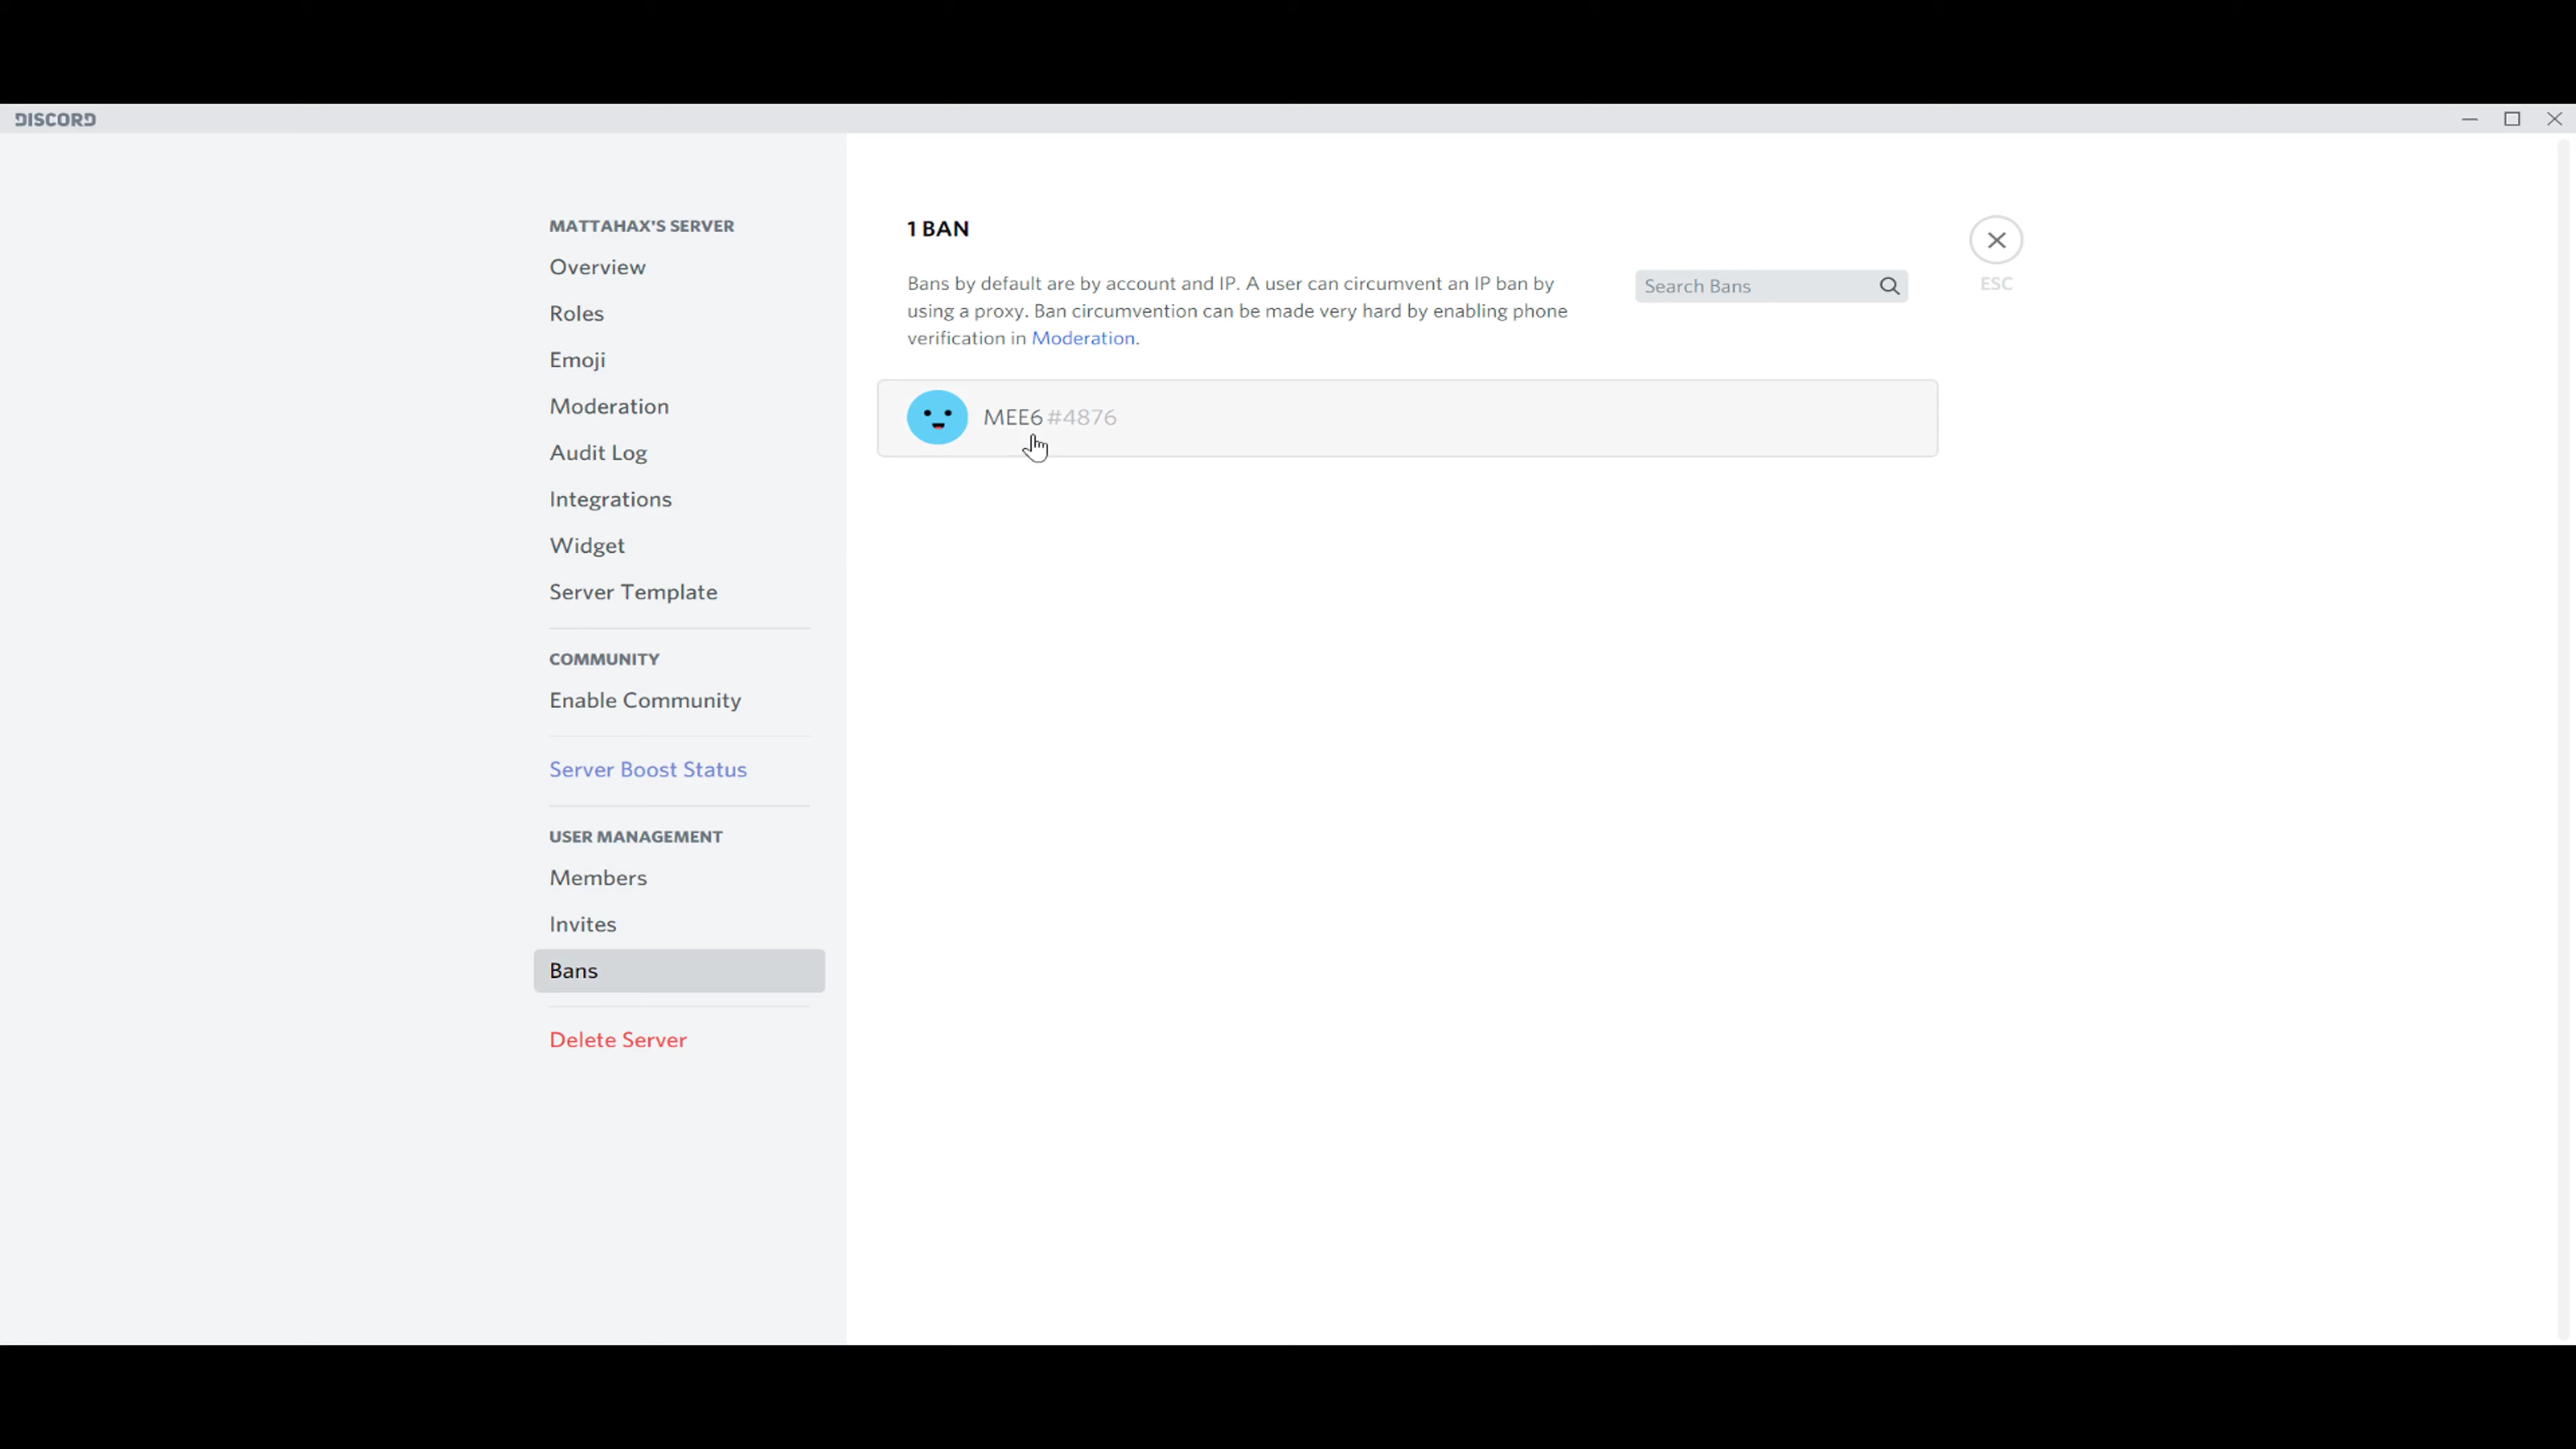 DISCORD
MATTAHAX'S SERVER
Overview
Roles
Emoji
Moderation
Audit Log
Integrations
Widget
Server Template
COMMUNITY
Enable Community
Server Boost Status
USER MANAGEMENT
Members
Invites
Bans
Delete Server
1 BAN
Bans by default are by account and IP. A user can circumvent an IP ban by
using a proxy. Ban circumvention can be made very hard by enabling phone
verification in Moderation.
Search Bans
ESC
MEE6#4876